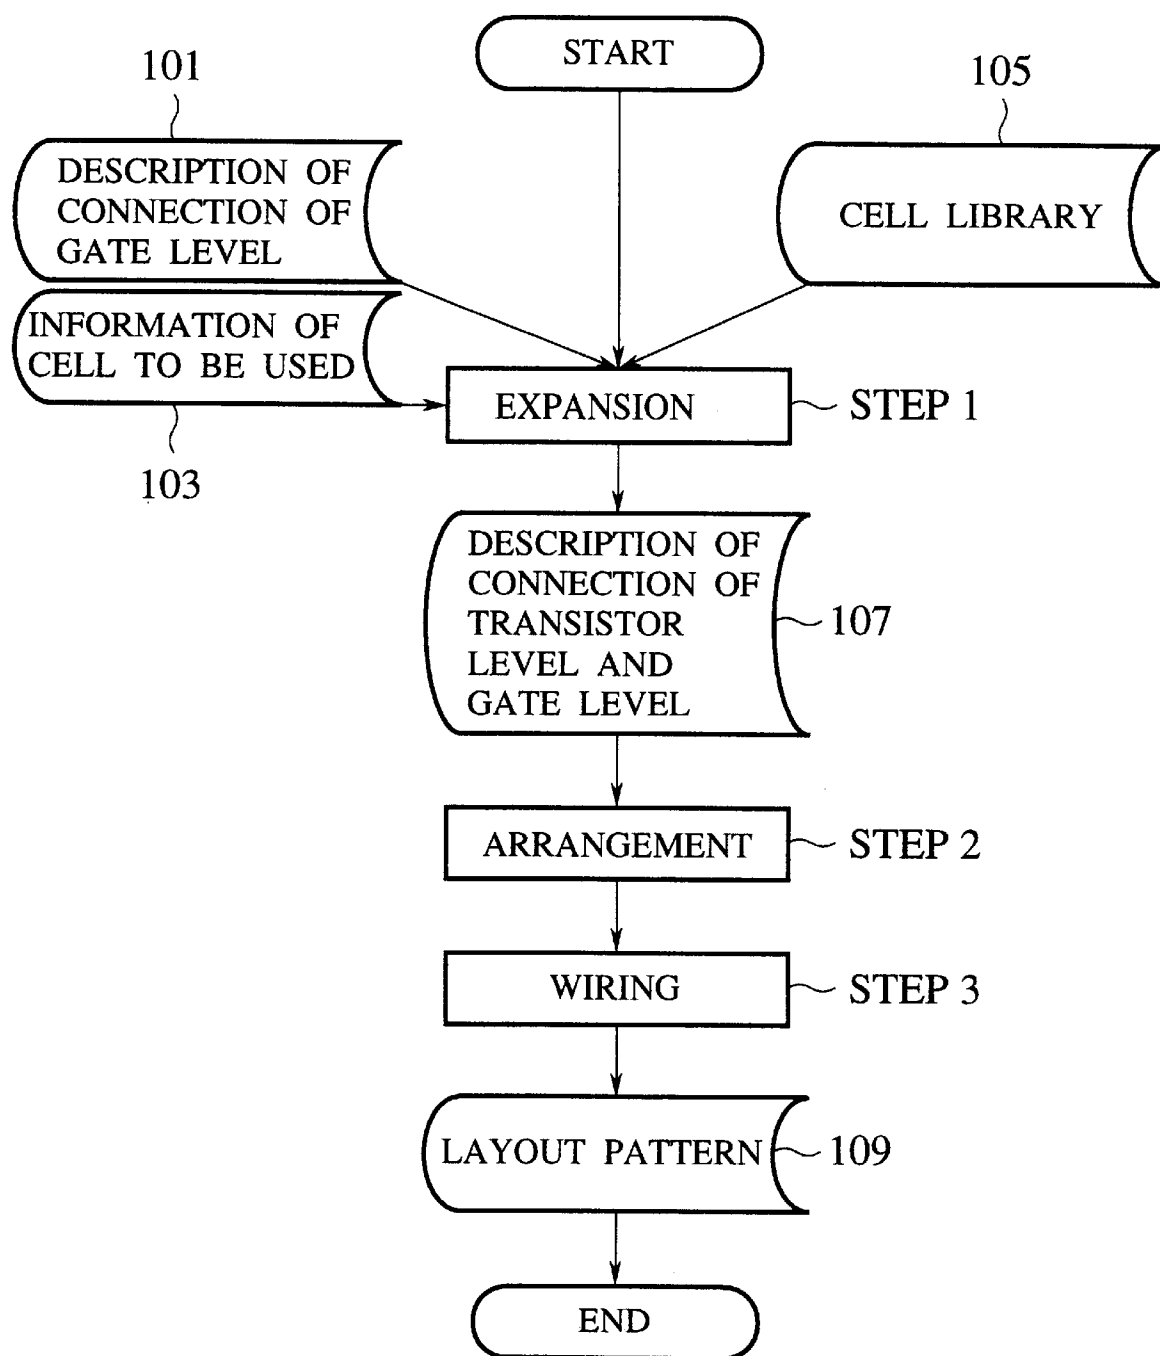 START
101
105
DESCRIPTION OF
CONNECTION OF
GATE LEVEL
CELL LIBRARY
INFORMATION OF
CELL TO BE USED
103
EXPANSION
STEP 1
DESCRIPTION OF
CONNECTION OF
TRANSISTOR
LEVEL AND
GATE LEVEL
107
ARRANGEMENT
STEP 2
WIRING
STEP 3
LAYOUT PATTERN
109
END